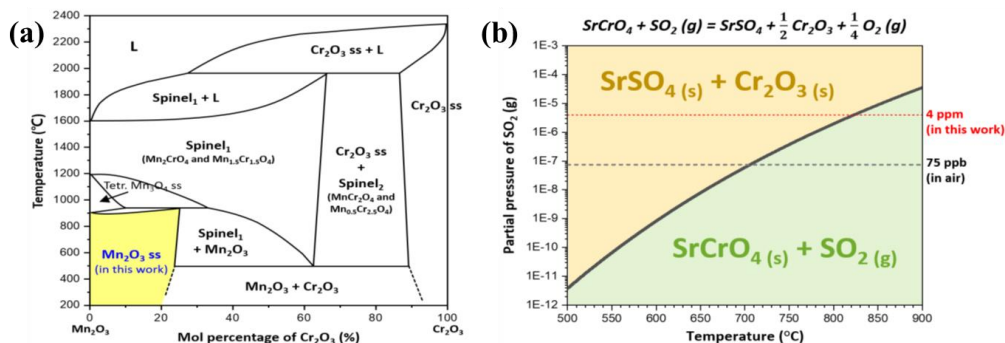 (a)
2400
2200
2000
1800
1600
1400
1200
1000
800
600
400
200
Temperature (°C)
L
Cr₂O₃ ss + L
Spinel₁ + L
Cr₂O₃ ss
Spinel₁
(Mn₂CrO₄ and Mn₁.₅Cr₁.₅O₄)
Cr₂O₃ ss
+
Spinel₂
(MnCr₂O₄ and
Mn₀.₅Cr₂.₅O₄)
Tetr. Mn₃O₄ ss
Mn₂O₃ ss
(in this work)
Spinel₁
+ Mn₂O₃
Mn₂O₃ + Cr₂O₃
0 20 40 60 80 100
Mn₂O₃ Mol percentage of Cr₂O₃ (%) Cr₂O₃
(b)
SrCrO₄ + SO₂ (g) = SrSO₄ + 1/2 Cr₂O₃ + 1/4 O₂ (g)
1E-3
1E-4
1E-5
1E-6
1E-7
1E-8
1E-9
1E-10
1E-11
1E-12
Partial pressure of SO₂ (g)
SrSO₄ (s) + Cr₂O₃ (s)
4 ppm
(in this work)
75 ppb
(in air)
SrCrO₄ (s) + SO₂ (g)
500 550 600 650 700 750 800 850 900
Temperature (°C)